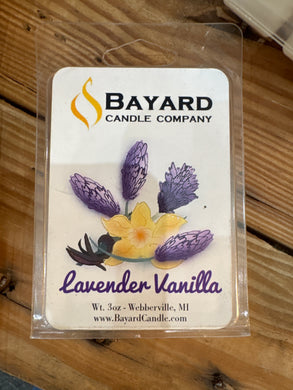 BAYARD
CANDLE COMPANY
Lavender Vanilla
Wt. 3oz - Webberville, MI
www.BayardCandle.com